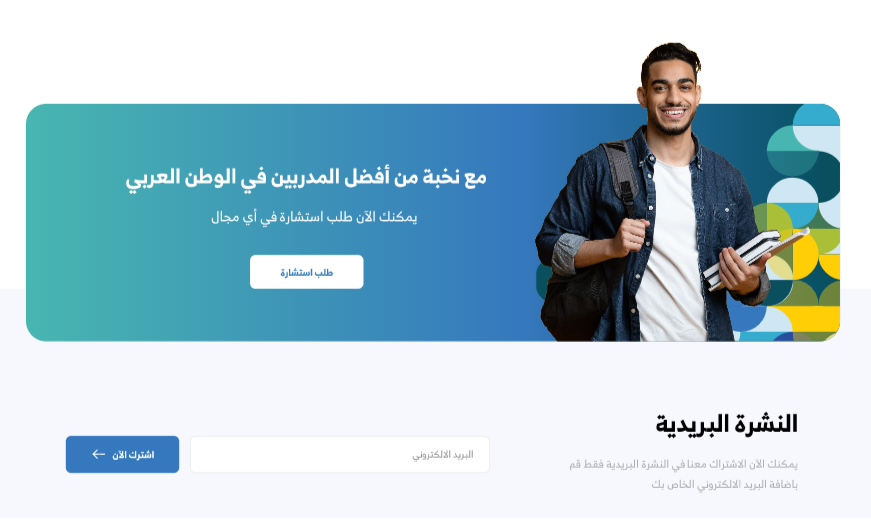 مع نخبة من أفضل المدربين في الوطن العربي
يمكنك الآن طلب استشارة في أي مجال
طلب استشارة
النشرة البريدية
يمكنك الآن الاشتراك معنا في النشرة البريدية فقط قم
باضافة البريد الالكتروني الخاص بك
البريد الالكتروني
اشترك الآن